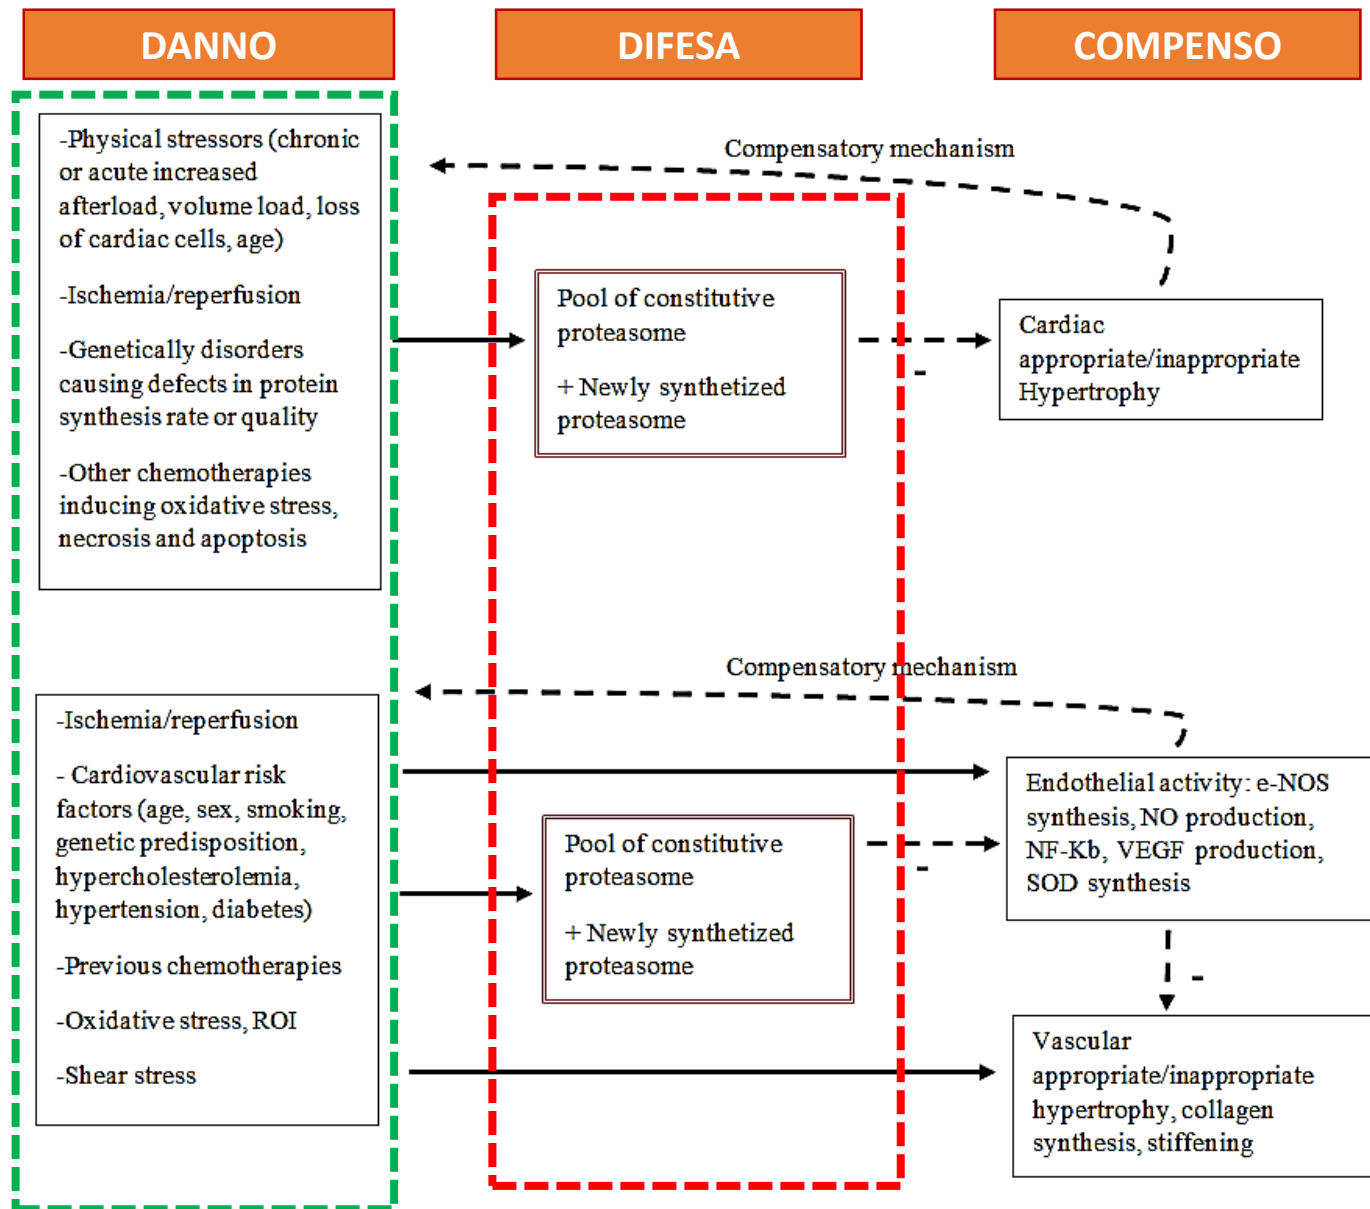 DANNO
DIFESA
COMPENSO
-Physical stressors (chronic
or acute increased
afterload, volume load, loss
of cardiac cells, age)
-Ischemia/reperfusion
-Genetically disorders
causing defects in protein
synthesis rate or quality
-Other chemotherapies
inducing oxidative stress,
necrosis and apoptosis
Compensatory mechanism
Pool of constitutive
proteasome
+ Newly synthetized
proteasome
-
Cardiac
appropriate/inappropriate
Hypertrophy
Compensatory mechanism
-Ischemia/reperfusion
- Cardiovascular risk
factors (age, sex, smoking,
genetic predisposition,
hypercholesterolemia,
hypertension, diabetes)
-Previous chemotherapies
-Oxidative stress, ROI
-Shear stress
Pool of constitutive
proteasome
+ Newly synthetized
proteasome
-
Endothelial activity: e-NOS
synthesis, NO production,
NF-Kb, VEGF production,
SOD synthesis
-
Vascular
appropriate/inappropriate
hypertrophy, collagen
synthesis, stiffening